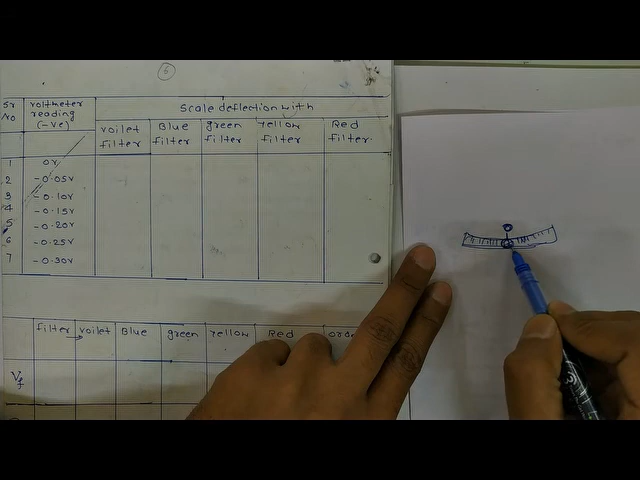 6
Sr No voltmeter reading (-ve) Scale deflection with
voilet filter Blue filter green filter yellow filter Red filter
1 0v
2 -0.05v
3 -0.10v
4 -0.15v
5 -0.20v
6 -0.25v
7 -0.30v
filter → voilet Blue green yellow Red
Vf